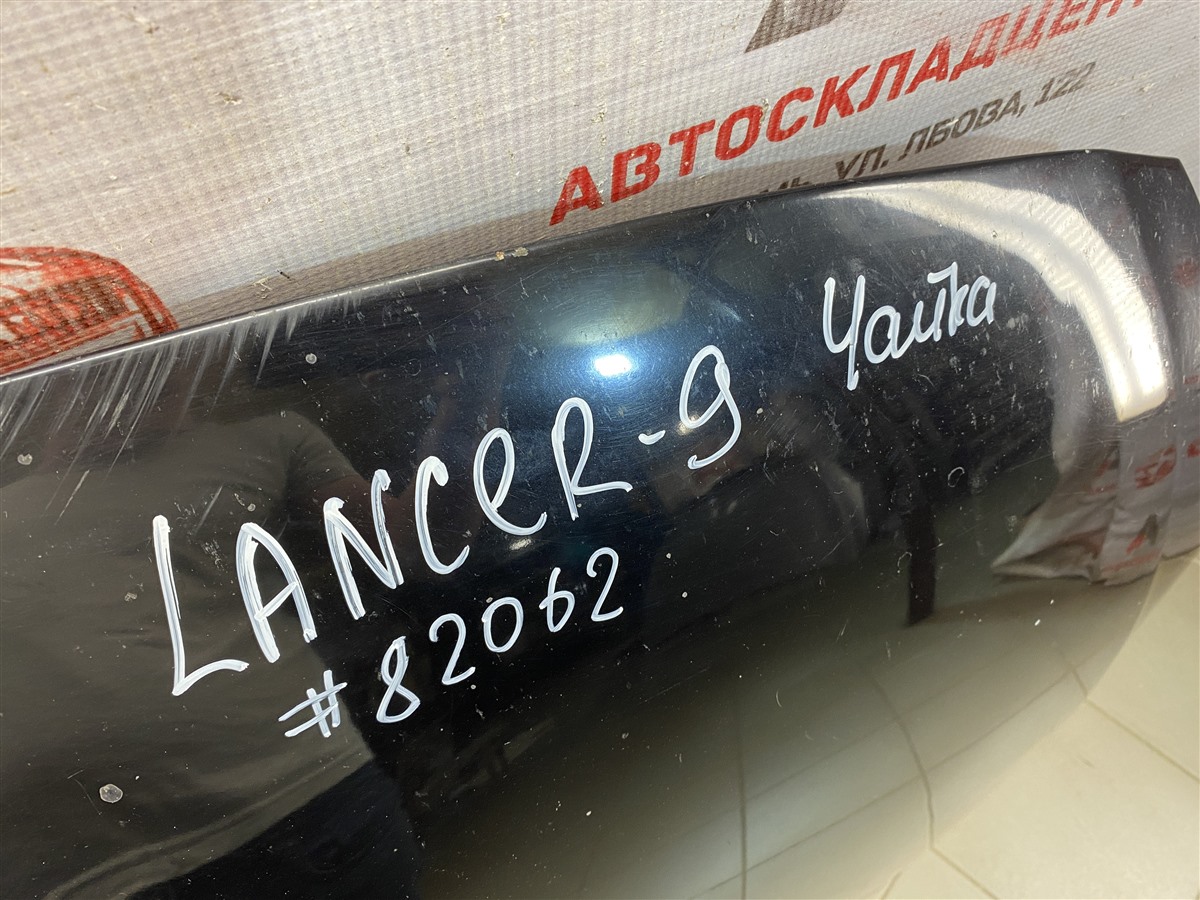 АВТОСКЛАДЦЕН
УЛ. ЛБОВА, 122
Чайка
LANCER-9
#82062